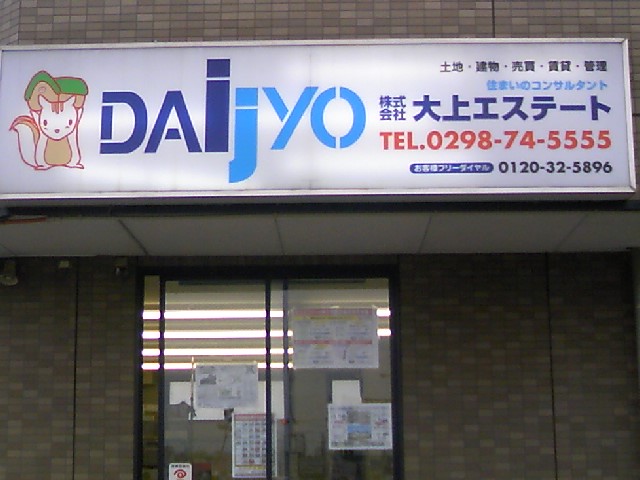 DAIjYO
土地・建物・売買・賃貸・管理
住まいのコンサルタント
株式会社 大上エステート
TEL.0298-74-5555
お客様フリーダイヤル 0120-32-5896